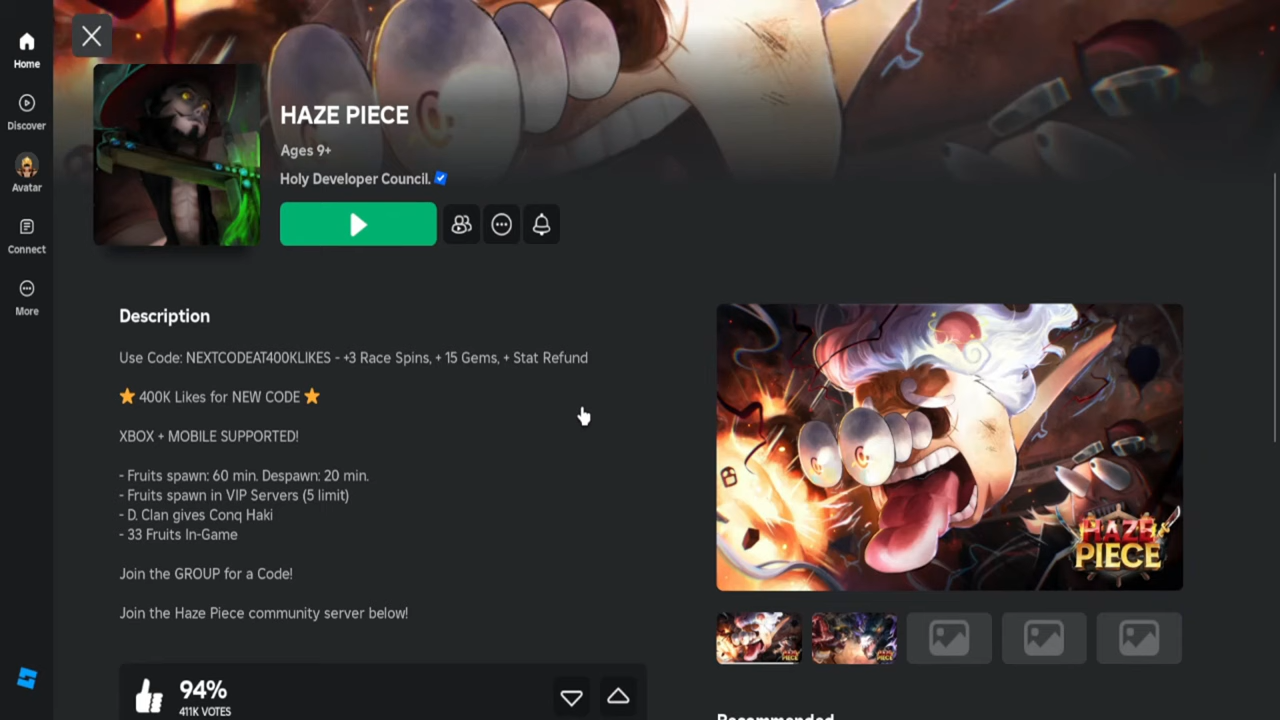 Home
Discover
Avatar
Connect
More
HAZE PIECE
Ages 9+
Holy Developer Council.
Description
Use Code: NEXTCODEAT400KLIKES - +3 Race Spins, + 15 Gems, + Stat Refund
⭐ 400K Likes for NEW CODE ⭐
XBOX + MOBILE SUPPORTED!
- Fruits spawn: 60 min. Despawn: 20 min.
- Fruits spawn in VIP Servers (5 limit)
- D. Clan gives Conq Haki
- 33 Fruits In-Game
Join the GROUP for a Code!
Join the Haze Piece community server below!
94%
411K VOTES
HAZE
PIECE
Recommended